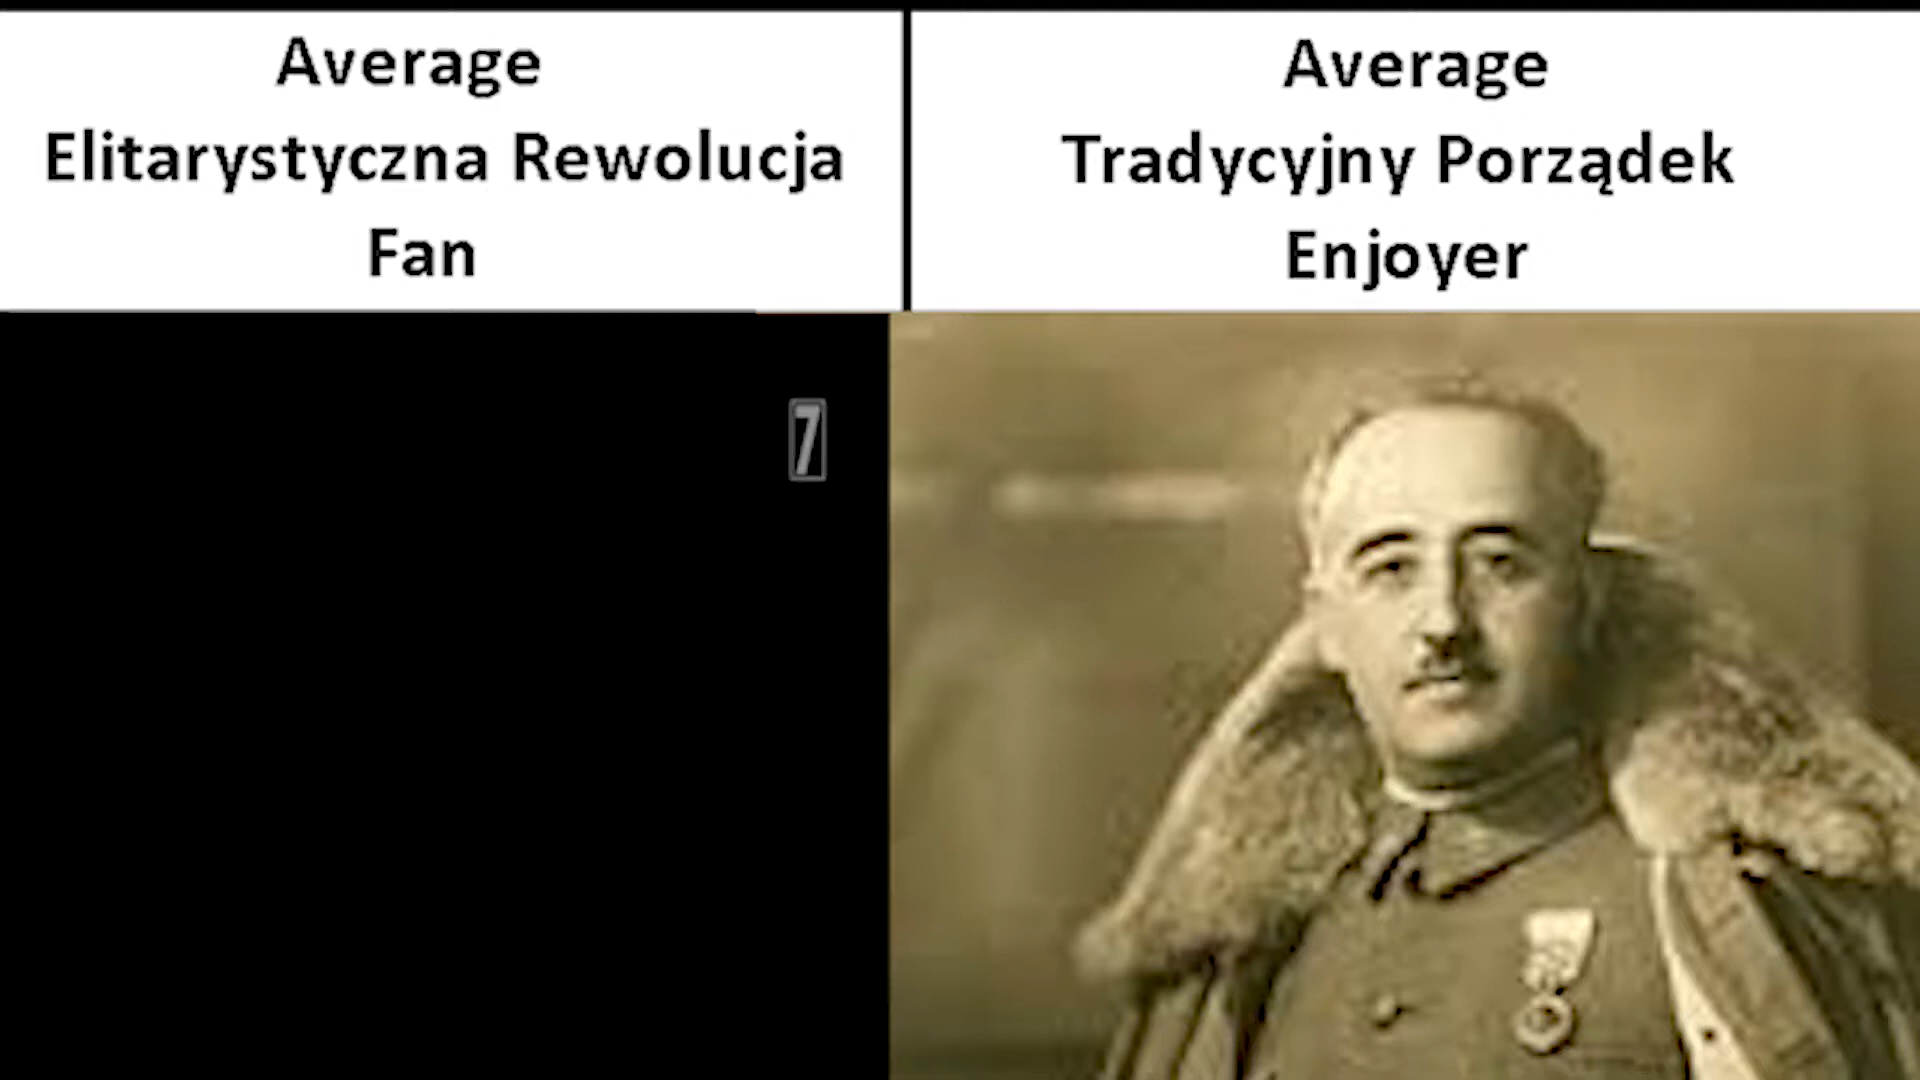 Average
Elitarystyczna Rewolucja
Fan
Average
Tradycyjny Porządek
Enjoyer
7